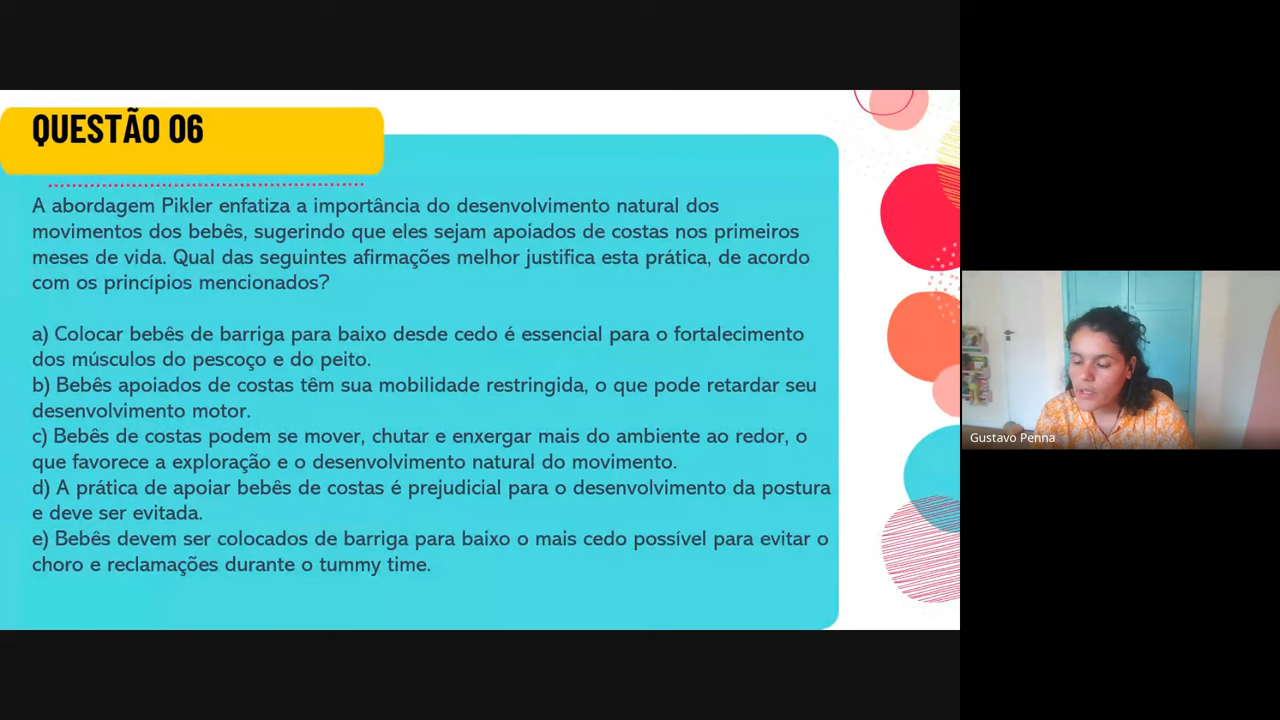 QUESTÃO 06
A abordagem Pikler enfatiza a importância do desenvolvimento natural dos
movimentos dos bebês, sugerindo que eles sejam apoiados de costas nos primeiros
meses de vida. Qual das seguintes afirmações melhor justifica esta prática, de acordo
com os princípios mencionados?
a) Colocar bebês de barriga para baixo desde cedo é essencial para o fortalecimento
dos músculos do pescoço e do peito.
b) Bebês apoiados de costas têm sua mobilidade restringida, o que pode retardar seu
desenvolvimento motor.
c) Bebês de costas podem se mover, chutar e enxergar mais do ambiente ao redor, o
que favorece a exploração e o desenvolvimento natural do movimento.
d) A prática de apoiar bebês de costas é prejudicial para o desenvolvimento da postura
e deve ser evitada.
e) Bebês devem ser colocados de barriga para baixo o mais cedo possível para evitar o
choro e reclamações durante o tummy time.
Gustavo Penna